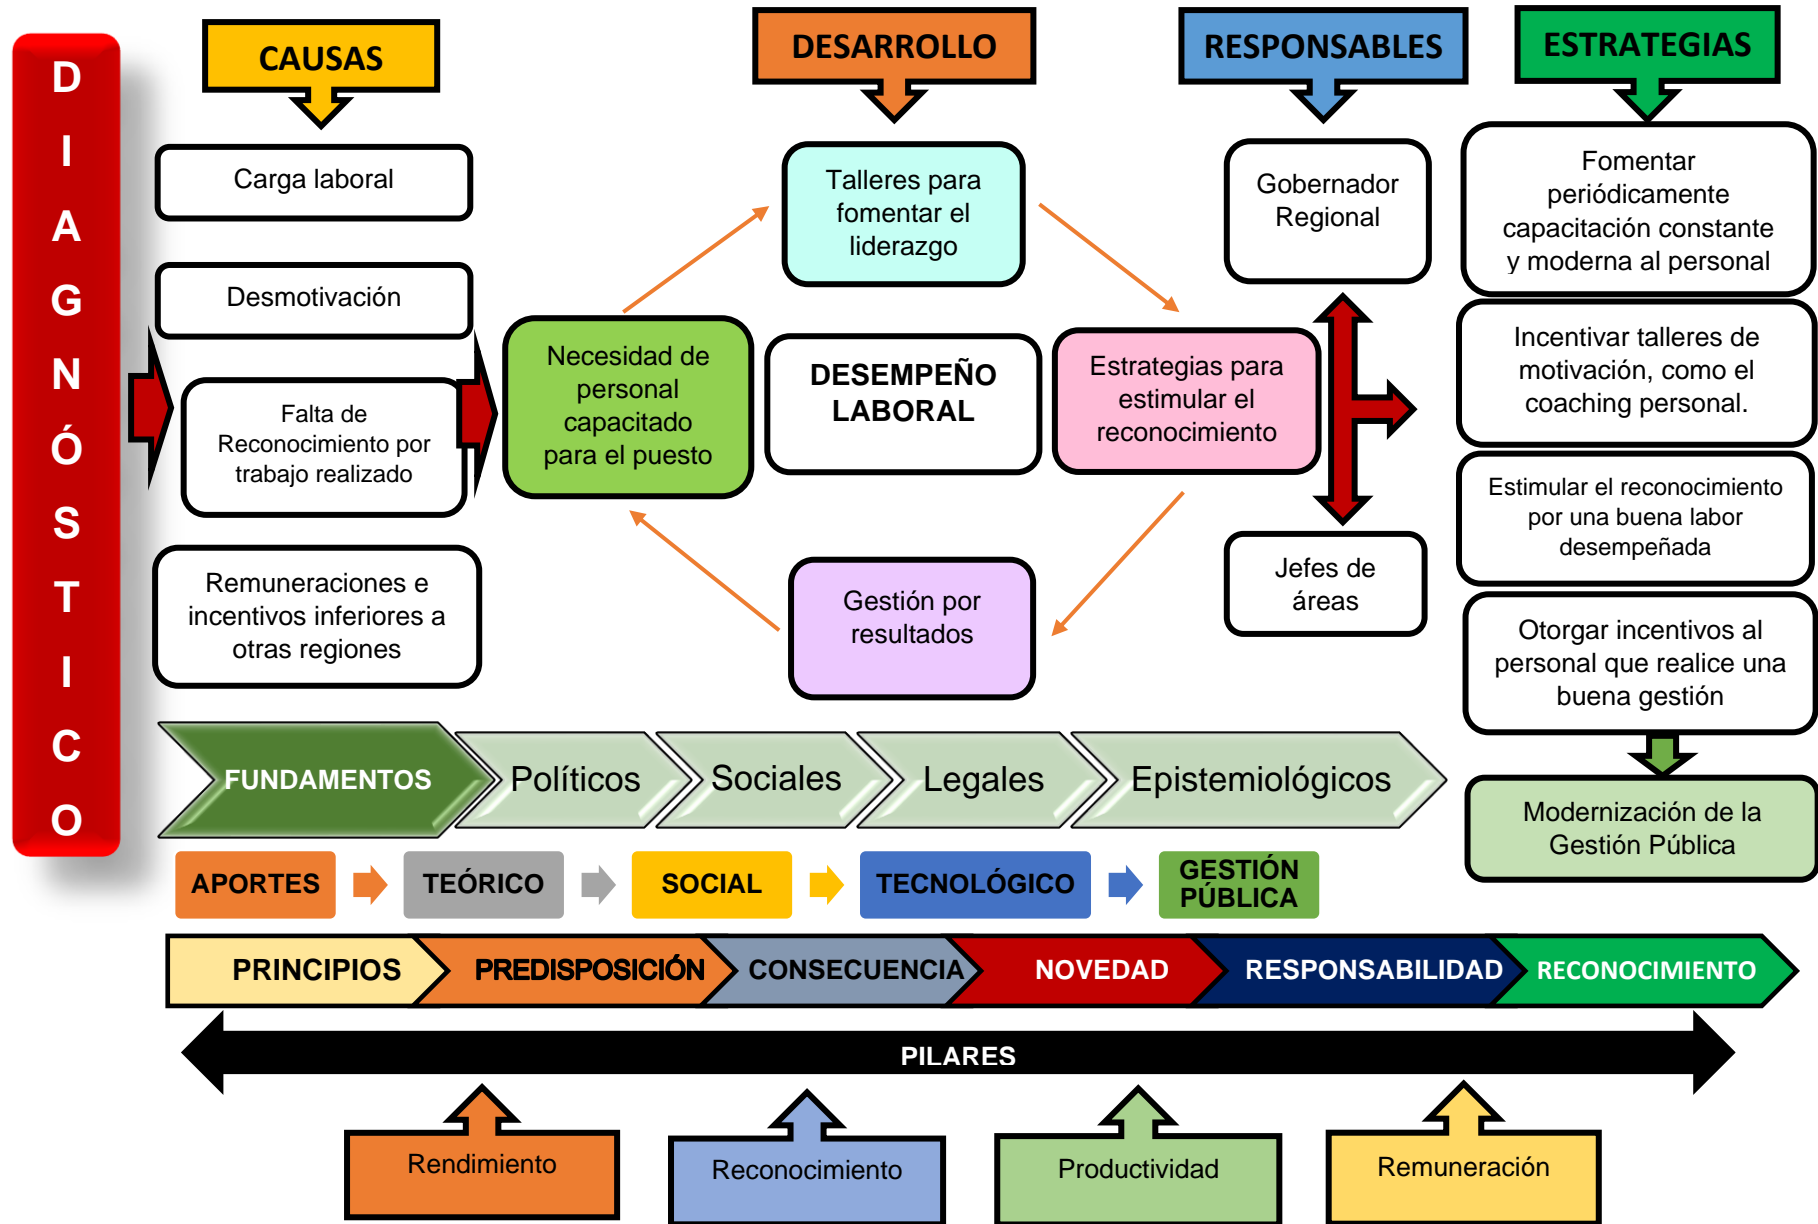 DIAGNÓSTICO
CAUSAS
Carga laboral
Desmotivación
Falta de
Reconocimiento por
trabajo realizado
Remuneraciones e
incentivos inferiores a
otras regiones
DESARROLLO
Talleres para
fomentar el
liderazgo
Necesidad de
personal
capacitado
para el puesto
DESEMPEÑO
LABORAL
Estrategias para
estimular el
reconocimiento
Gestión por
resultados
RESPONSABLES
Gobernador
Regional
Jefes de
áreas
ESTRATEGIAS
Fomentar
periódicamente
capacitación constante
y moderna al personal
Incentivar talleres de
motivación, como el
coaching personal.
Estimular el reconocimiento
por una buena labor
desempeñada
Otorgar incentivos al
personal que realice una
buena gestión
Modernización de la
Gestión Pública
FUNDAMENTOS
Políticos
Sociales
Legales
Epistemiológicos
APORTES
TEÓRICO
SOCIAL
TECNOLÓGICO
GESTIÓN
PÚBLICA
PRINCIPIOS
PREDISPOSICIÓN
CONSECUENCIA
NOVEDAD
RESPONSABILIDAD
RECONOCIMIENTO
PILARES
Rendimiento
Reconocimiento
Productividad
Remuneración